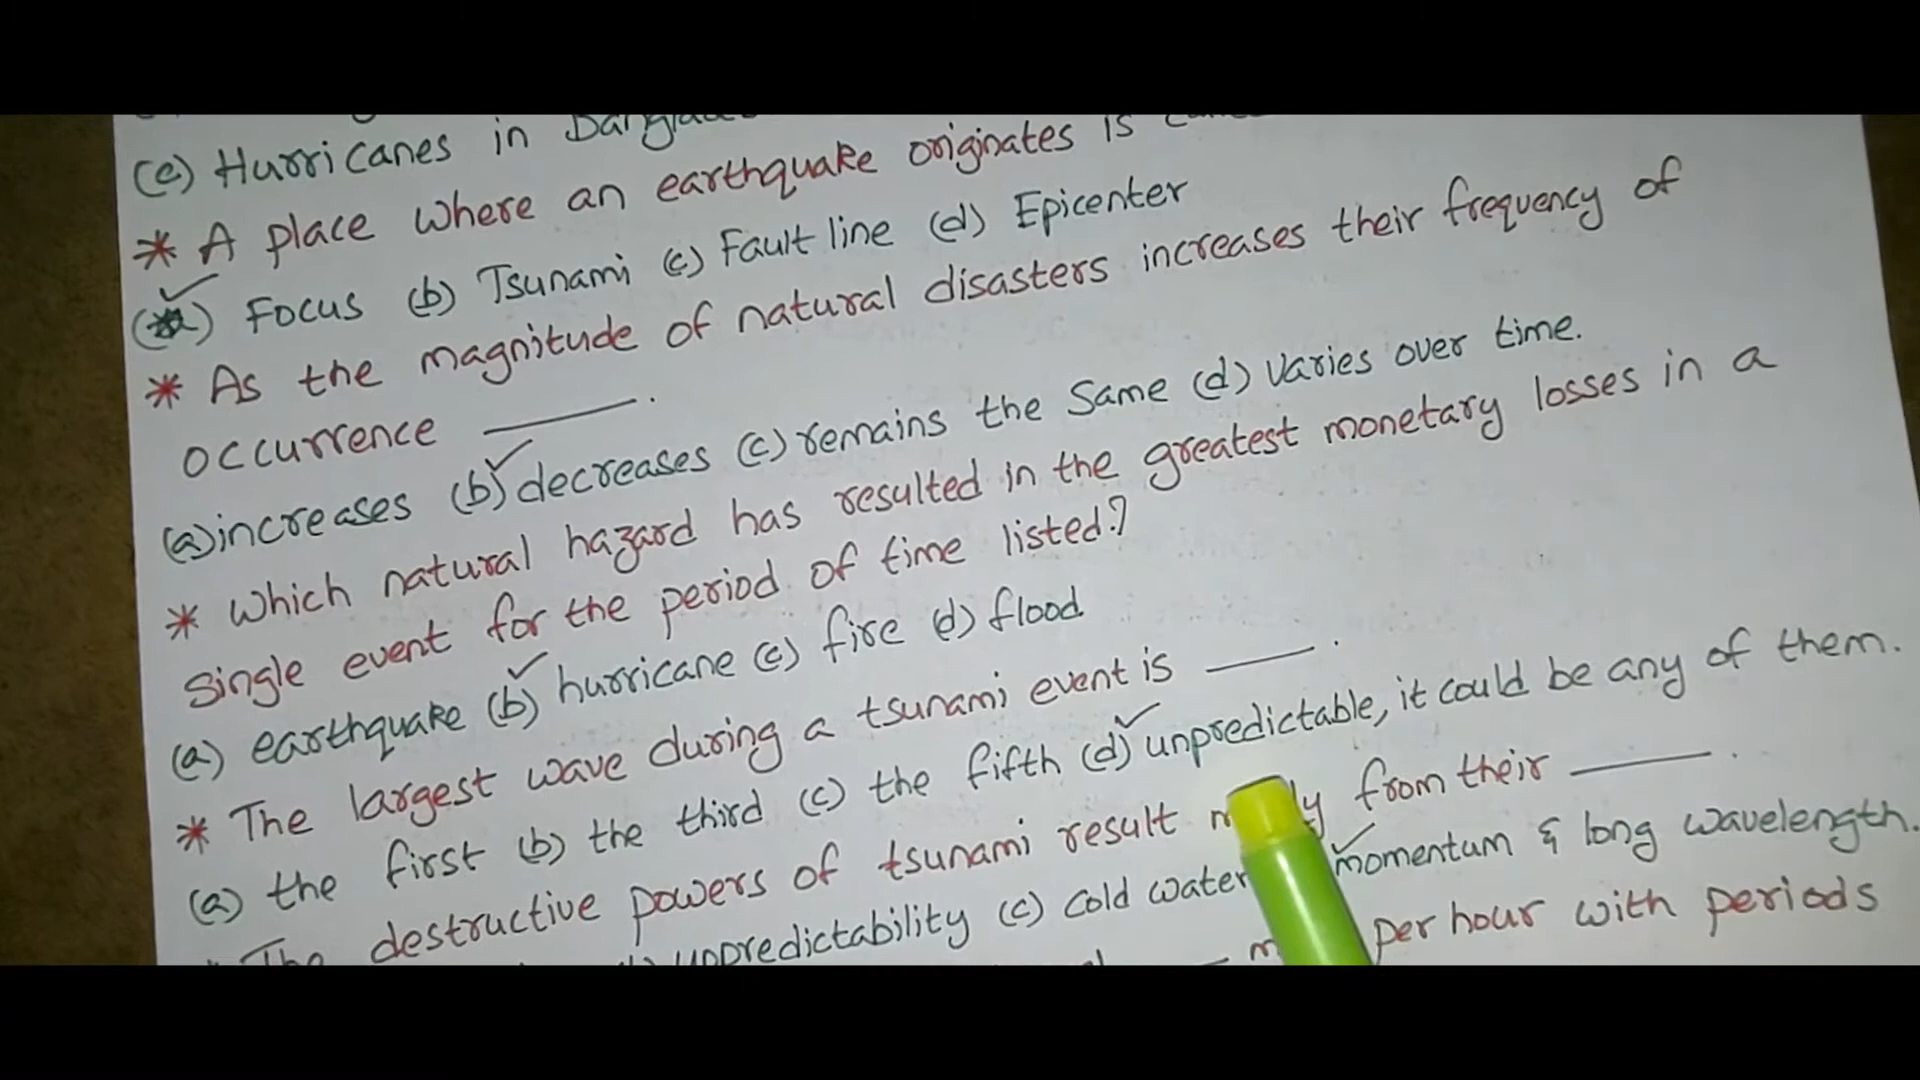 (e) Hurricanes in
* A place where an earthquake originates is
(a) Focus (b) Tsunami (c) Fault line (d) Epicenter
* As the magnitude of natural disasters increases their frequency of
occurrence ____.
(a) increases (b) decreases (c) remains the same (d) varies over time.
* Which natural hazard has resulted in the greatest monetary losses in a
single event for the period of time listed?
(a) earthquake (b) hurricane (c) fire (d) flood
* The largest wave during a tsunami event is ____.
(a) the first (b) the third (c) the fifth (d) unpredictable, it could be any of them.
* The destructive powers of tsunami result from their ____.
unpredictability (c) cold water momentum & long wavelength.
per hour with periods